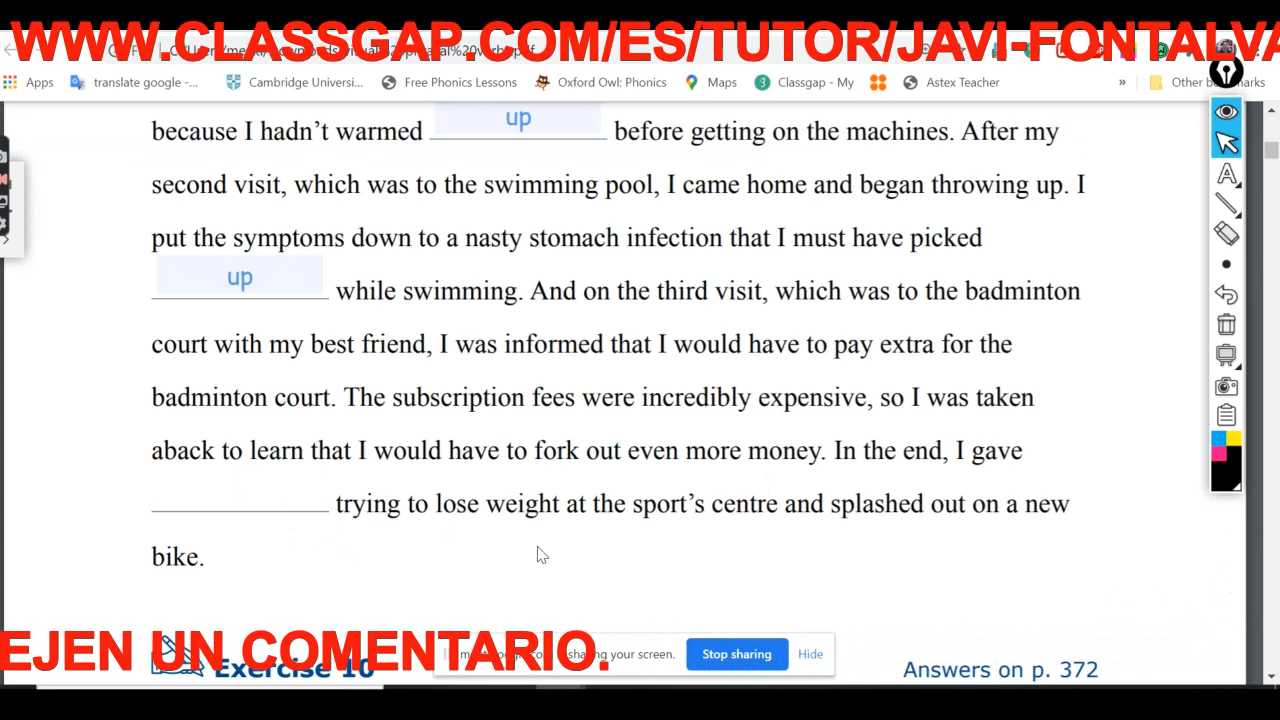 WWW.CLASSGAP.COM/ES/TUTOR/JAVI-FONTALVA
Apps translate google -... Cambridge Universi... Free Phonics Lessons Oxford Owl: Phonics Maps Classgap - My Astex Teacher » Other bookmarks
because I hadn’t warmed up before getting on the machines. After my
second visit, which was to the swimming pool, I came home and began throwing up. I
put the symptoms down to a nasty stomach infection that I must have picked
up while swimming. And on the third visit, which was to the badminton
court with my best friend, I was informed that I would have to pay extra for the
badminton court. The subscription fees were incredibly expensive, so I was taken
aback to learn that I would have to fork out even more money. In the end, I gave
trying to lose weight at the sport’s centre and splashed out on a new
bike.
EJEN UN COMENTARIO.
sharing your screen. Stop sharing Hide
Exercise 10 Answers on p. 372